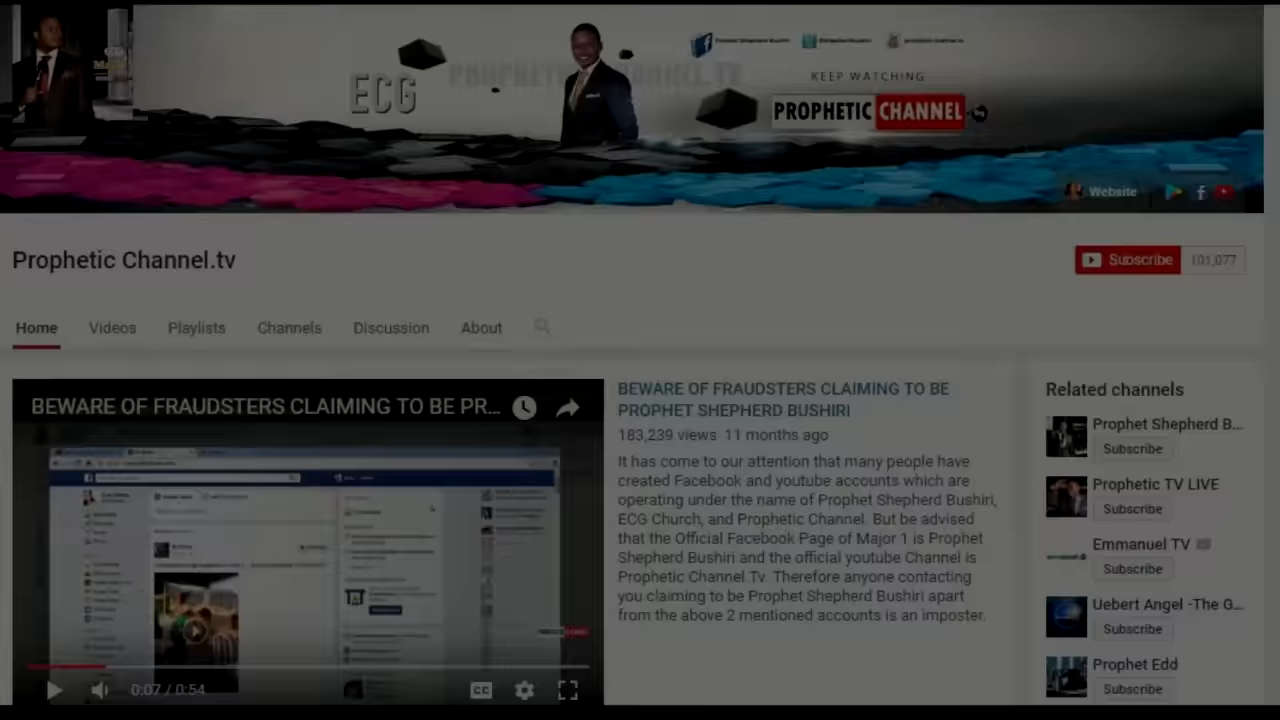 ECG
PROPHETIC CHANNEL.TV
KEEP WATCHING
PROPHETIC CHANNEL
Website
Prophetic Channel.tv
Subscribe 101,077
Home Videos Playlists Channels Discussion About
BEWARE OF FRAUDSTERS CLAIMING TO BE PR...
0:07 / 0:54
CC
BEWARE OF FRAUDSTERS CLAIMING TO BE
PROPHET SHEPHERD BUSHIRI
183,239 views 11 months ago
It has come to our attention that many people have
created Facebook and youtube accounts which are
operating under the name of Prophet Shepherd Bushiri,
ECG Church, and Prophetic Channel. But be advised
that the Official Facebook Page of Major 1 is Prophet
Shepherd Bushiri and the official youtube Channel is
Prophetic Channel.Tv. Therefore anyone contacting
you claiming to be Prophet Shepherd Bushiri apart
from the above 2 mentioned accounts is an imposter.
Related channels
Prophet Shepherd B...
Subscribe
Prophetic TV LIVE
Subscribe
Emmanuel TV
Subscribe
Uebert Angel -The G...
Subscribe
Prophet Edd
Subscribe